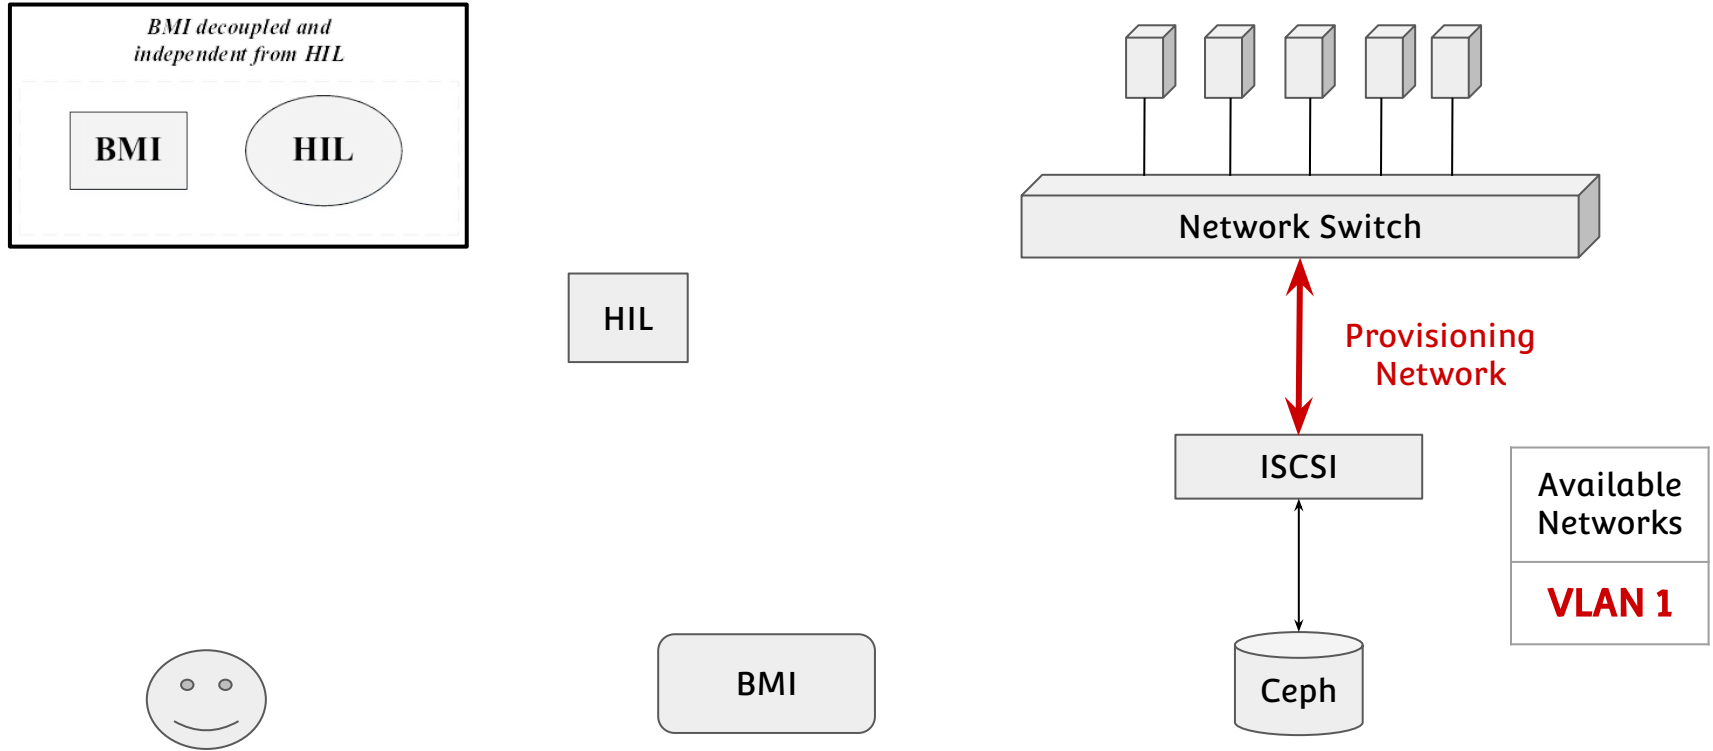 BMI decoupled and
independent from HIL
BMI
HIL
Network Switch
HIL
Provisioning
Network
ISCSI
Available
Networks
VLAN 1
BMI
Ceph